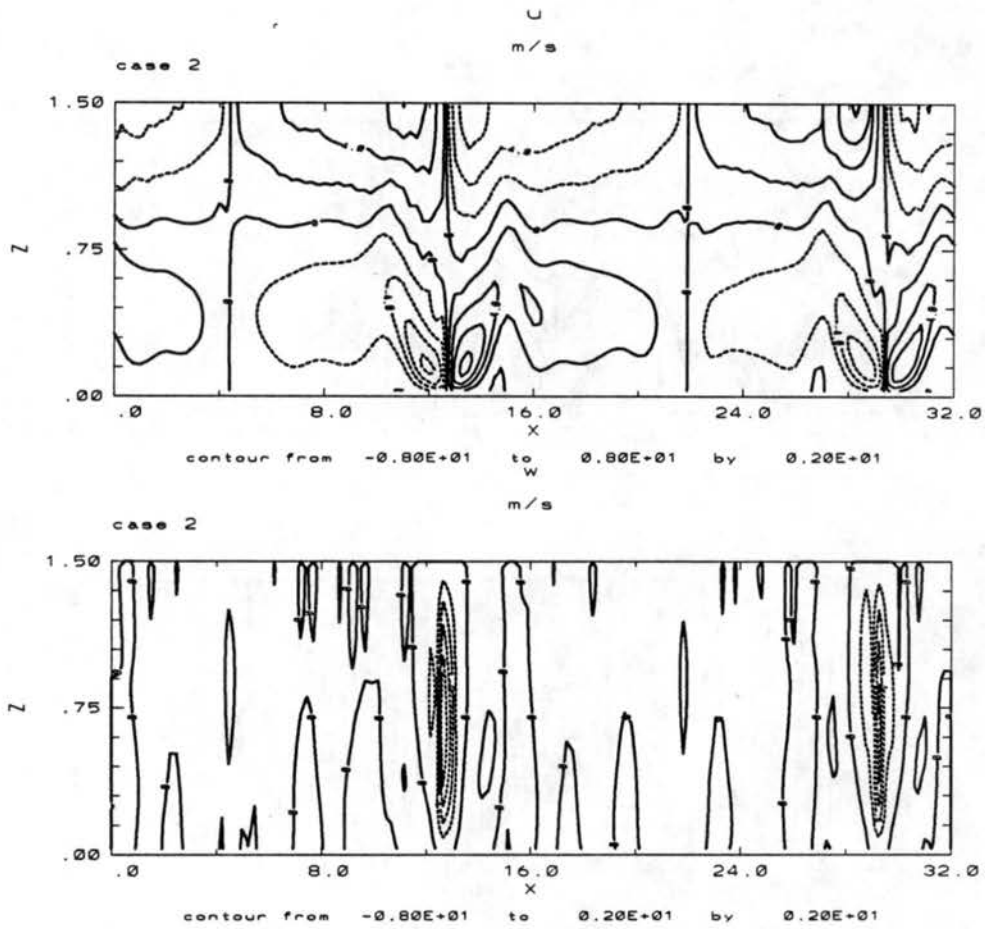 U
m/s
case 2
1.50
Z
.75
.00
.0 8.0 16.0 24.0 32.0
X
contour from -0.80E+01 to 0.80E+01 by 0.20E+01
W
m/s
case 2
1.50
Z
.75
.00
.0 8.0 16.0 24.0 32.0
X
contour from -0.80E+01 to 0.20E+01 by 0.20E+01